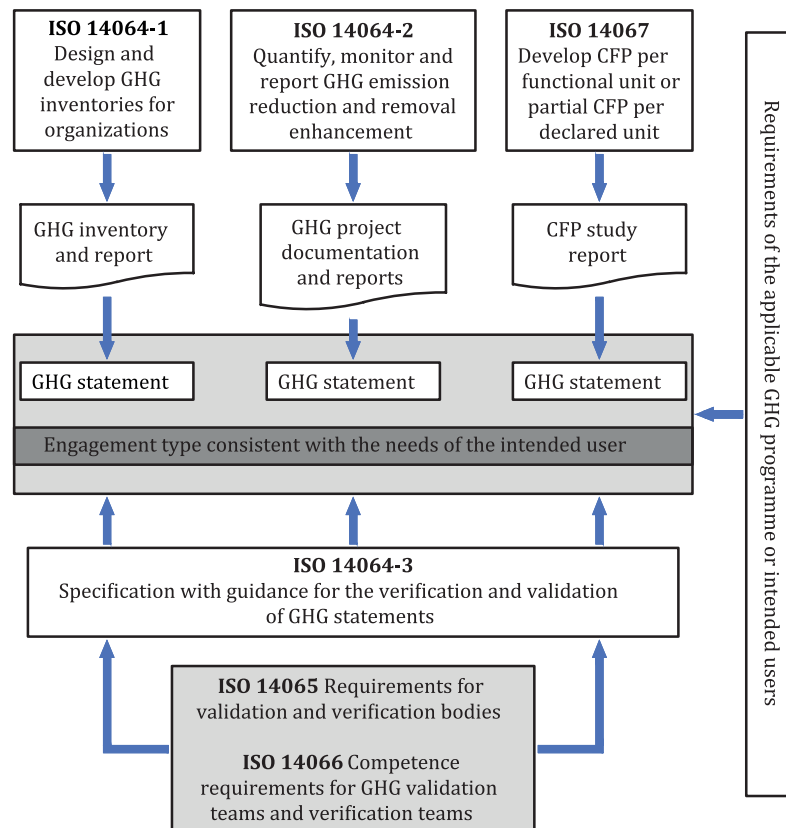 ISO 14064-1
Design and
develop GHG
inventories for
organizations
ISO 14064-2
Quantify, monitor and
report GHG emission
reduction and removal
enhancement
ISO 14067
Develop CFP per
functional unit or
partial CFP per
declared unit
GHG inventory
and report
GHG project
documentation
and reports
CFP study
report
GHG statement
GHG statement
GHG statement
Engagement type consistent with the needs of the intended user
ISO 14064-3
Specification with guidance for the verification and validation
of GHG statements
ISO 14065 Requirements for
validation and verification bodies
ISO 14066 Competence
requirements for GHG validation
teams and verification teams
Requirements of the applicable GHG programme or intended users